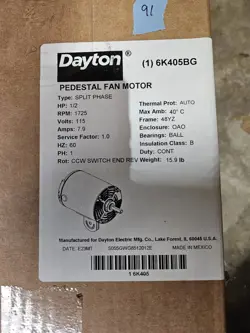 91
Dayton®
(1) 6K405BG
PEDESTAL FAN MOTOR
Type: SPLIT PHASE
HP: 1/2
RPM: 1725
Volts: 115
Amps: 7.9
Service Factor: 1.0
HZ: 60
PH: 1
Rot: CCW SWITCH END REV
Thermal Prot: AUTO
Max Amb: 40° C
Frame: 48YZ
Enclosure: OAO
Bearings: BALL
Insulation Class: B
Duty: CONT
Weight: 15.9 lb
Manufactured for Dayton Electric Mfg. Co., Lake Forest, IL 60045 U.S.A.
MADE IN MEXICO
1 6K405